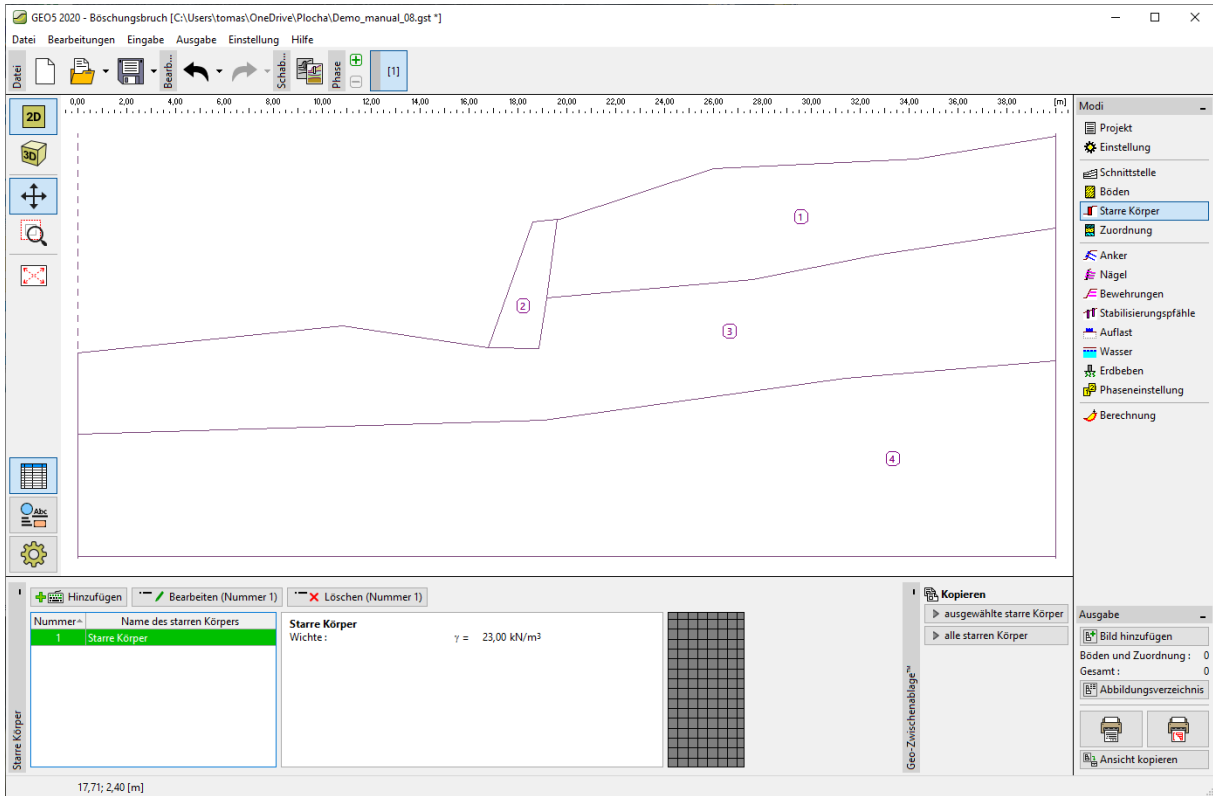 GEO5 2020 - Böschungsbruch [C:\Users\tomas\OneDrive\Plocha\Demo_manual_08.gst *]
Datei Bearbeitungen Eingabe Ausgabe Einstellung Hilfe
Datei
Bearb...
Schab...
Phase
[1]
2D
3D
0,00 2,00 4,00 6,00 8,00 10,00 12,00 14,00 16,00 18,00 20,00 22,00 24,00 26,00 28,00 30,00 32,00 34,00 36,00 38,00 [m]
1
2
3
4
Abc
Modi
Projekt
Einstellung
Schnittstelle
Böden
Starre Körper
Zuordnung
Anker
Nägel
Bewehrungen
Stabilisierungspfähle
Auflast
Wasser
Erdbeben
Phaseneinstellung
Berechnung
Starre Körper
Hinzufügen
Bearbeiten (Nummer 1)
Löschen (Nummer 1)
Nummer Name des starren Körpers
1 Starre Körper
Starre Körper
Wichte : γ = 23,00 kN/m³
Geo-Zwischenablage™
Kopieren
ausgewählte starre Körper
alle starren Körper
Ausgabe
Bild hinzufügen
Böden und Zuordnung : 0
Gesamt : 0
Abbildungsverzeichnis
Ansicht kopieren
17,71; 2,40 [m]